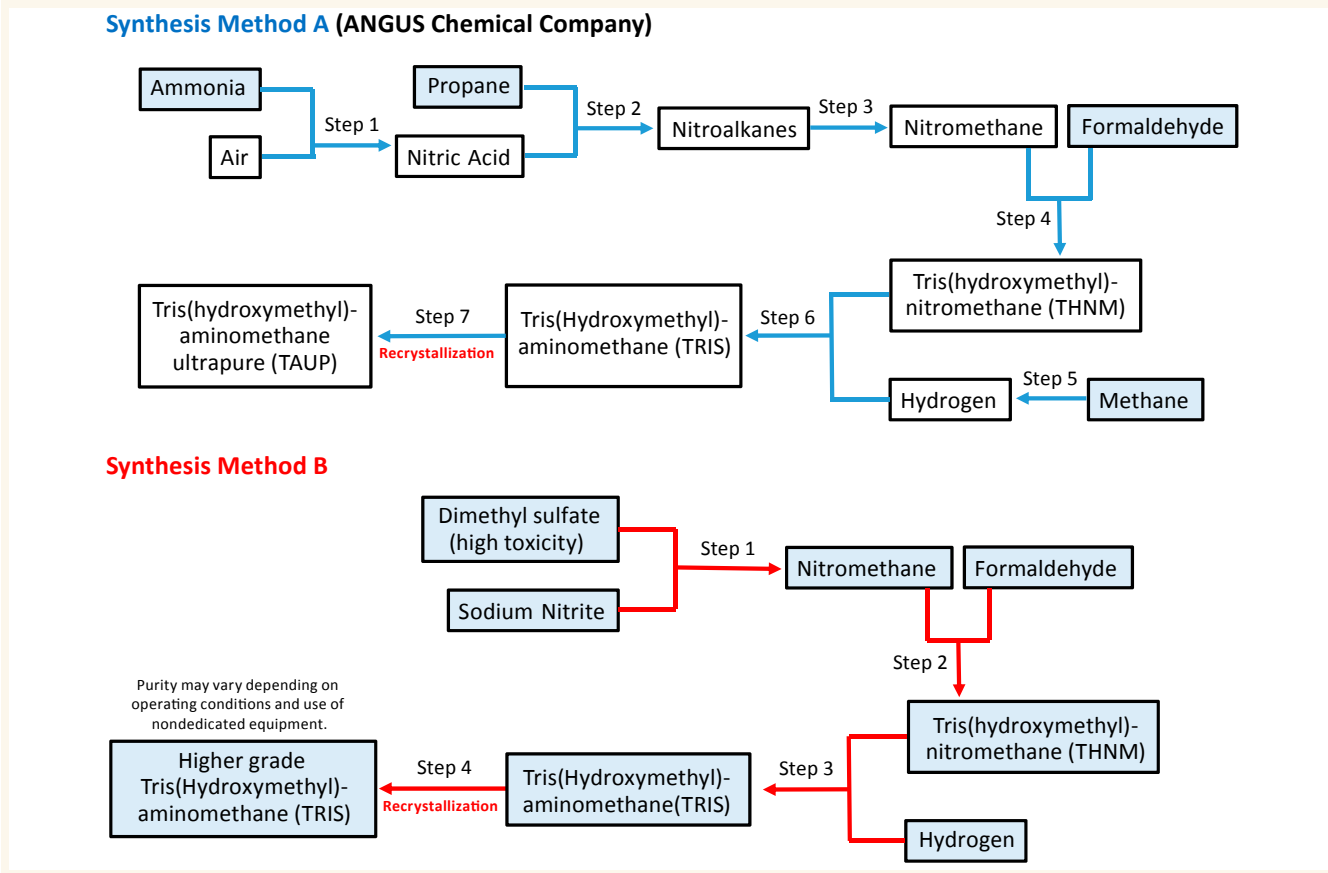 Synthesis Method A (ANGUS Chemical Company)
Ammonia
Air
Step 1
Propane
Nitric Acid
Step 2
Nitroalkanes
Step 3
Nitromethane
Formaldehyde
Step 4
Tris(hydroxymethyl)-
nitromethane (THNM)
Methane
Step 5
Hydrogen
Step 6
Tris(Hydroxymethyl)-
aminomethane (TRIS)
Step 7
Recrystallization
Tris(hydroxymethyl)-
aminomethane
ultrapure (TAUP)
Synthesis Method B
Dimethyl sulfate
(high toxicity)
Sodium Nitrite
Step 1
Nitromethane
Formaldehyde
Step 2
Tris(hydroxymethyl)-
nitromethane (THNM)
Hydrogen
Step 3
Tris(Hydroxymethyl)-
aminomethane(TRIS)
Step 4
Recrystallization
Purity may vary depending on
operating conditions and use of
nondedicated equipment.
Higher grade
Tris(Hydroxymethyl)-
aminomethane (TRIS)